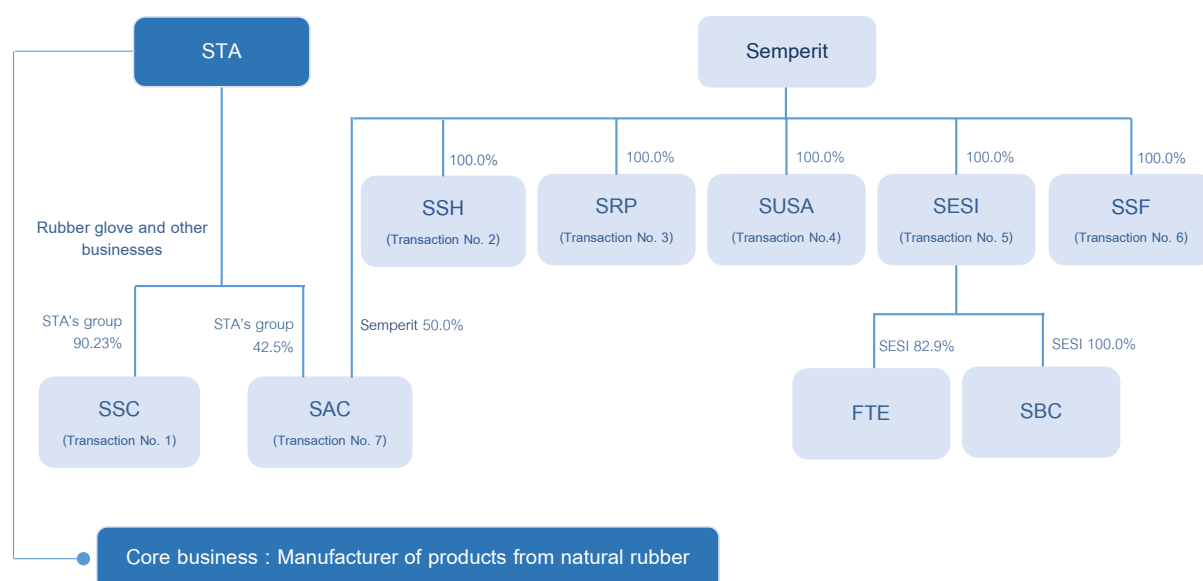 STA
Semperit
100.0%
100.0%
100.0%
100.0%
100.0%
SSH
(Transaction No. 2)
SRP
(Transaction No. 3)
SUSA
(Transaction No.4)
SESI
(Transaction No. 5)
SSF
(Transaction No. 6)
Rubber glove and other
businesses
STA's group
90.23%
STA's group
42.5%
Semperit 50.0%
SESI 82.9%
SESI 100.0%
SSC
(Transaction No. 1)
SAC
(Transaction No. 7)
FTE
SBC
Core business : Manufacturer of products from natural rubber